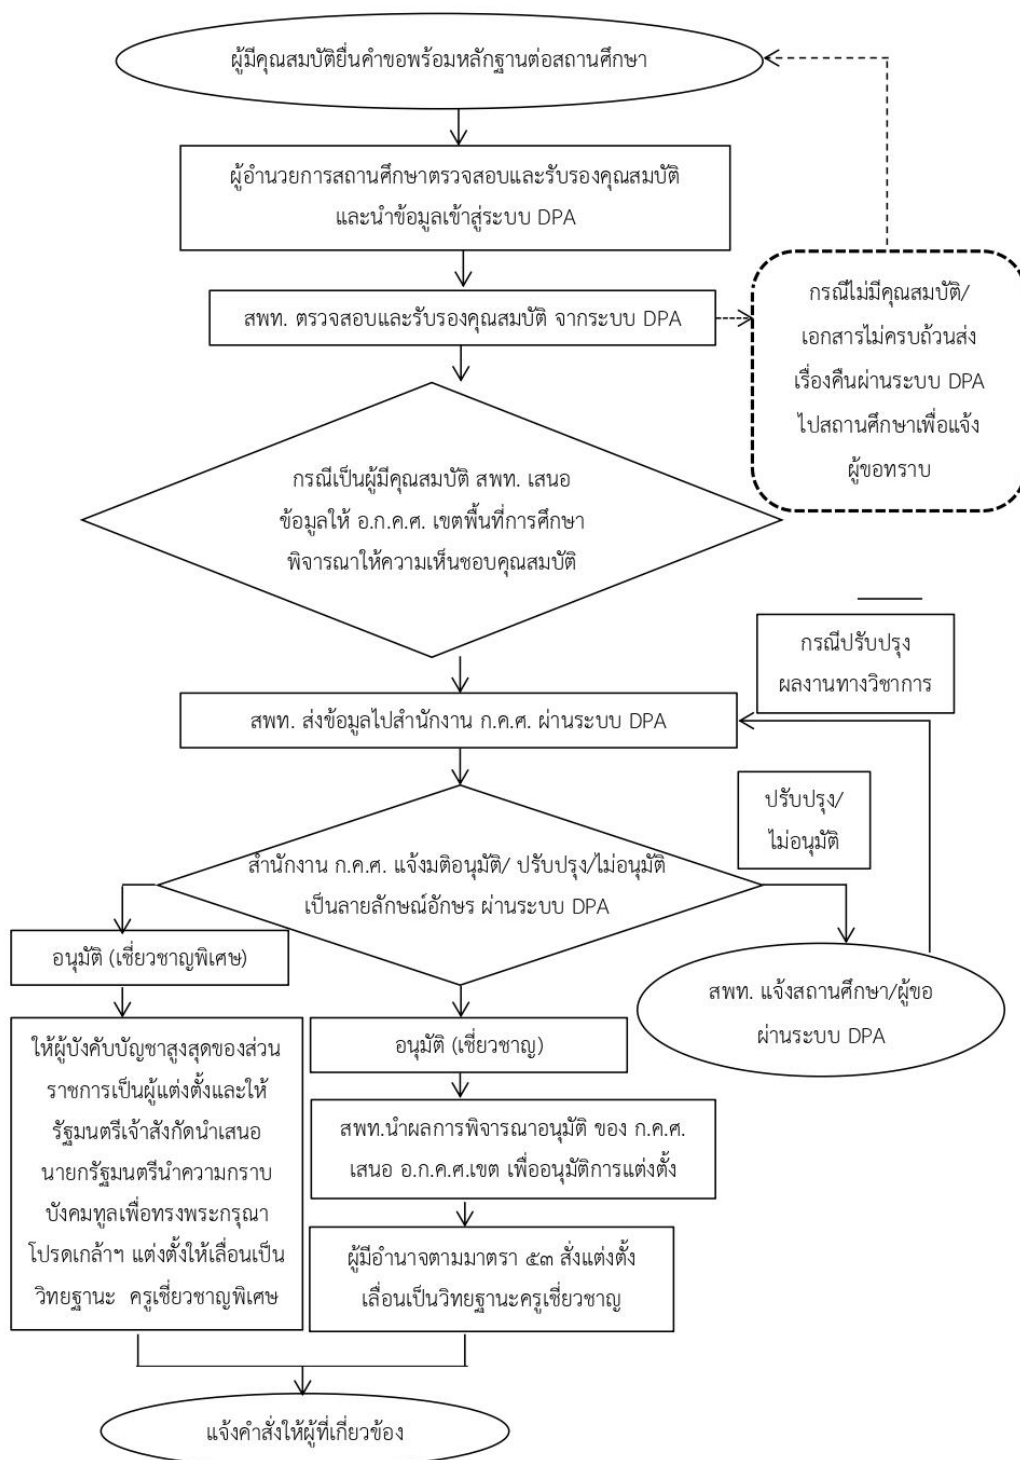 ผู้มีคุณสมบัติยื่นคำขอพร้อมหลักฐานต่อสถานศึกษา
ผู้อำนวยการสถานศึกษาตรวจสอบและรับรองคุณสมบัติ
และนำข้อมูลเข้าสู่ระบบ DPA
สพท. ตรวจสอบและรับรองคุณสมบัติ จากระบบ DPA
กรณีไม่มีคุณสมบัติ/
เอกสารไม่ครบถ้วนส่ง
เรื่องคืนผ่านระบบ DPA
ไปสถานศึกษาเพื่อแจ้ง
ผู้ขอทราบ
กรณีเป็นผู้มีคุณสมบัติ สพท. เสนอ
ข้อมูลให้ อ.ก.ค.ศ. เขตพื้นที่การศึกษา
พิจารณาให้ความเห็นชอบคุณสมบัติ
กรณีปรับปรุง
ผลงานทางวิชาการ
สพท. ส่งข้อมูลไปสำนักงาน ก.ค.ศ. ผ่านระบบ DPA
ปรับปรุง/
ไม่อนุมัติ
สำนักงาน ก.ค.ศ. แจ้งมติอนุมัติ/ ปรับปรุง/ไม่อนุมัติ
เป็นลายลักษณ์อักษร ผ่านระบบ DPA
อนุมัติ (เชี่ยวชาญพิเศษ)
สพท. แจ้งสถานศึกษา/ผู้ขอ
ผ่านระบบ DPA
ให้ผู้บังคับบัญชาสูงสุดของส่วน
ราชการเป็นผู้แต่งตั้งและให้
รัฐมนตรีเจ้าสังกัดนำเสนอ
นายกรัฐมนตรีนำความกราบ
บังคมทูลเพื่อทรงพระกรุณา
โปรดเกล้าฯ แต่งตั้งให้เลื่อนเป็น
วิทยฐานะ ครูเชี่ยวชาญพิเศษ
อนุมัติ (เชี่ยวชาญ)
สพท.นำผลการพิจารณาอนุมัติ ของ ก.ค.ศ.
เสนอ อ.ก.ค.ศ.เขต เพื่ออนุมัติการแต่งตั้ง
ผู้มีอำนาจตามมาตรา ๕๓ สั่งแต่งตั้ง
เลื่อนเป็นวิทยฐานะครูเชี่ยวชาญ
แจ้งคำสั่งให้ผู้ที่เกี่ยวข้อง